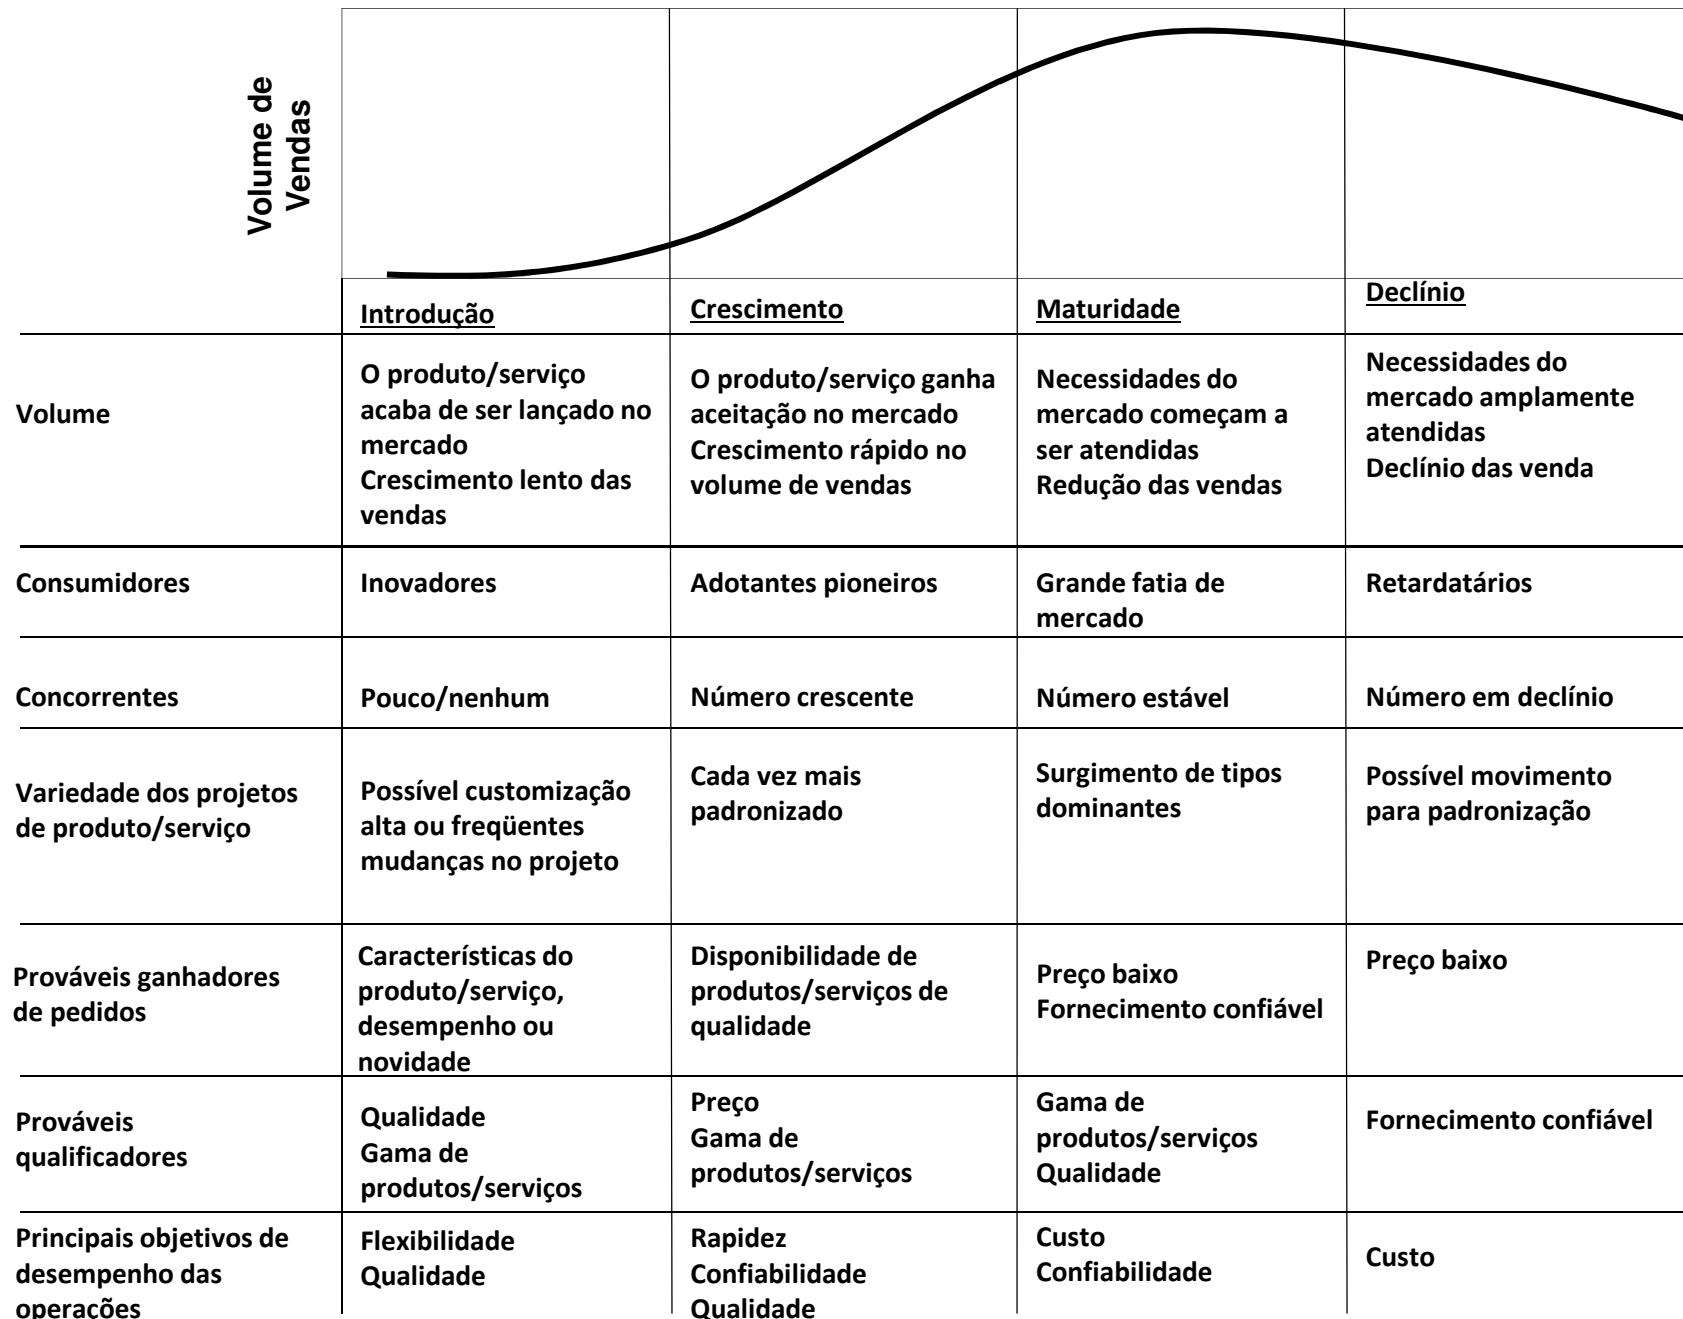 Volume de
Vendas
Introdução
Crescimento
Maturidade
Declínio
Volume
O produto/serviço
acaba de ser lançado no
mercado
Crescimento lento das
vendas
O produto/serviço ganha
aceitação no mercado
Crescimento rápido no
volume de vendas
Necessidades do
mercado começam a
ser atendidas
Redução das vendas
Necessidades do
mercado amplamente
atendidas
Declínio das venda
Consumidores
Inovadores
Adotantes pioneiros
Grande fatia de
mercado
Retardatários
Concorrentes
Pouco/nenhum
Número crescente
Número estável
Número em declínio
Variedade dos projetos
de produto/serviço
Possível customização
alta ou freqüentes
mudanças no projeto
Cada vez mais
padronizado
Surgimento de tipos
dominantes
Possível movimento
para padronização
Prováveis ganhadores
de pedidos
Características do
produto/serviço,
desempenho ou
novidade
Disponibilidade de
produtos/serviços de
qualidade
Preço baixo
Fornecimento confiável
Preço baixo
Prováveis
qualificadores
Qualidade
Gama de
produtos/serviços
Preço
Gama de
produtos/serviços
Gama de
produtos/serviços
Qualidade
Fornecimento confiável
Principais objetivos de
desempenho das
operações
Flexibilidade
Qualidade
Rapidez
Confiabilidade
Qualidade
Custo
Confiabilidade
Custo